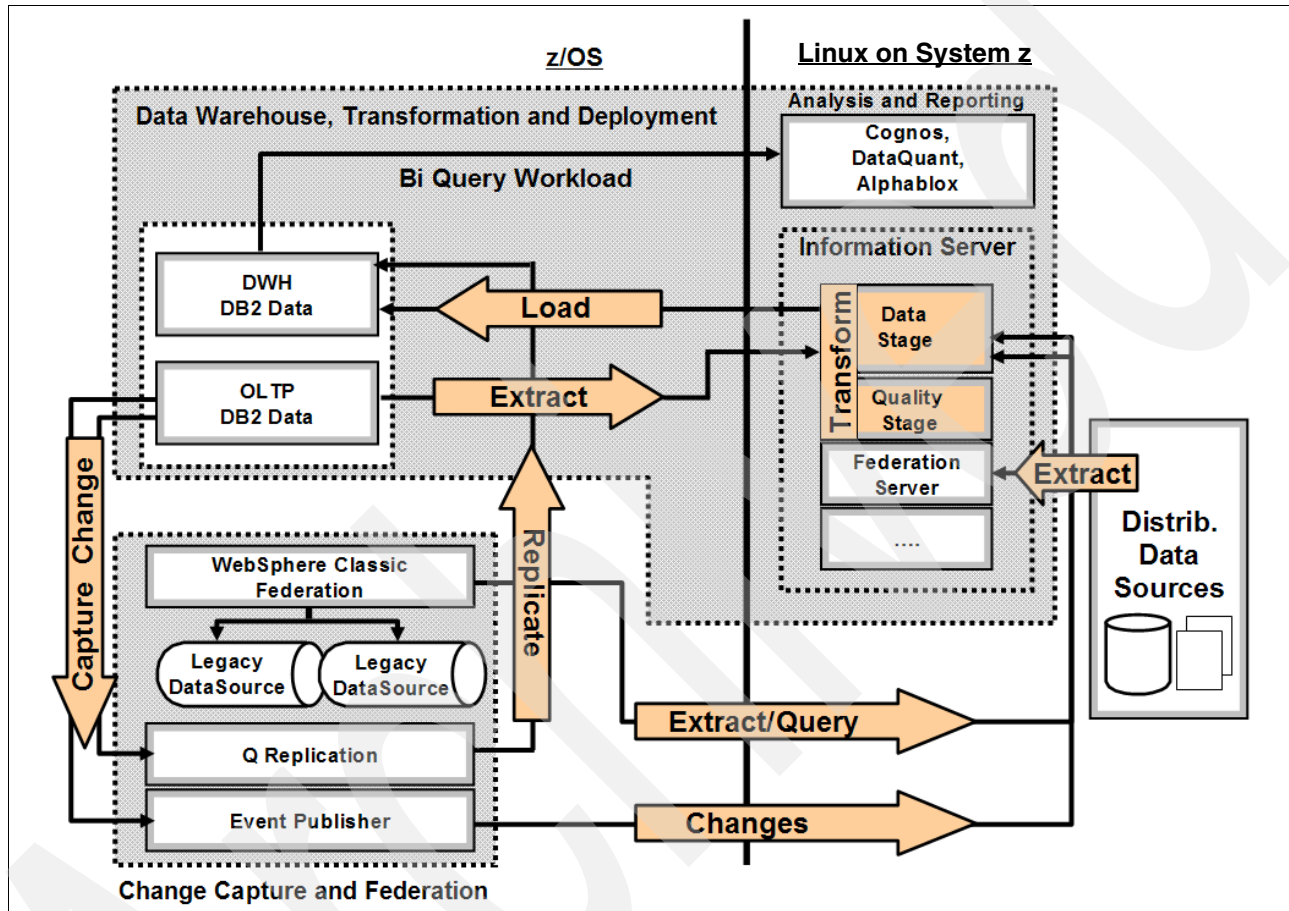 z/OS
Linux on System z
Data Warehouse, Transformation and Deployment
Analysis and Reporting
Cognos,
DataQuant,
Alphablox
Bi Query Workload
Information Server
DWH
DB2 Data
Load
Transform
Data
Stage
OLTP
DB2 Data
Extract
Quality
Stage
Federation
Server
Extract
....
Distrib.
Data
Sources
Capture Change
Replicate
WebSphere Classic
Federation
Legacy
DataSource
Legacy
DataSource
Extract/Query
Q Replication
Event Publisher
Changes
Change Capture and Federation